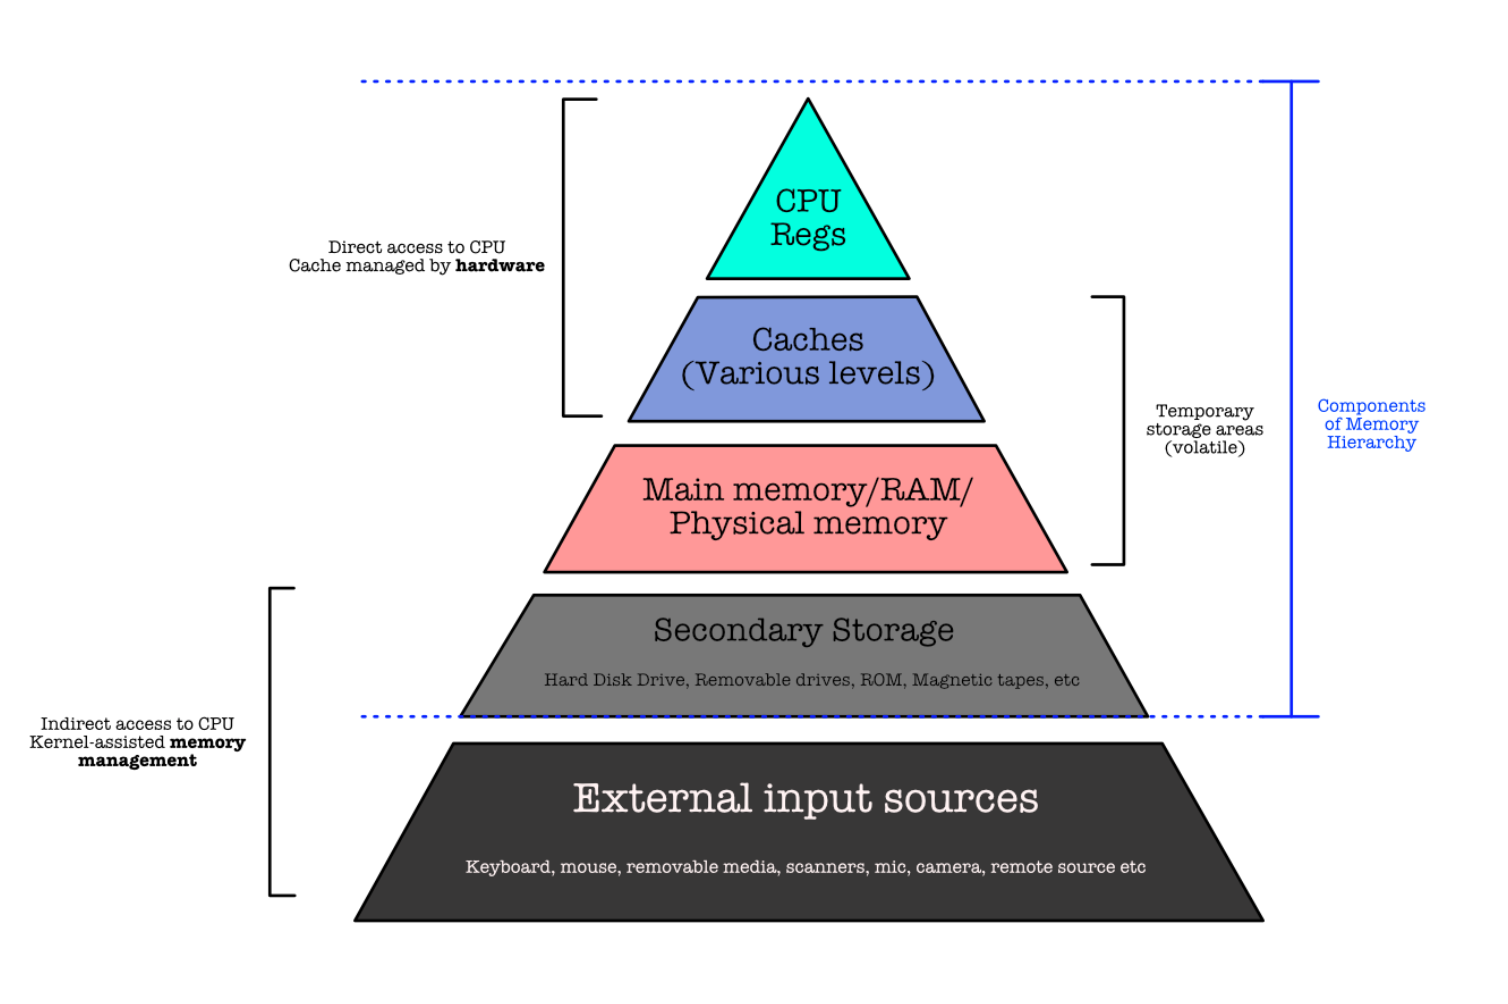 CPU
Regs
Direct access to CPU
Cache managed by hardware
Caches
(Various levels)
Temporary
storage areas
(volatile)
Components
of Memory
Hierarchy
Main memory/RAM/
Physical memory
Secondary Storage
Hard Disk Drive, Removable drives, ROM, Magnetic tapes, etc
Indirect access to CPU
Kernel-assisted memory
management
External input sources
Keyboard, mouse, removable media, scanners, mic, camera, remote source etc